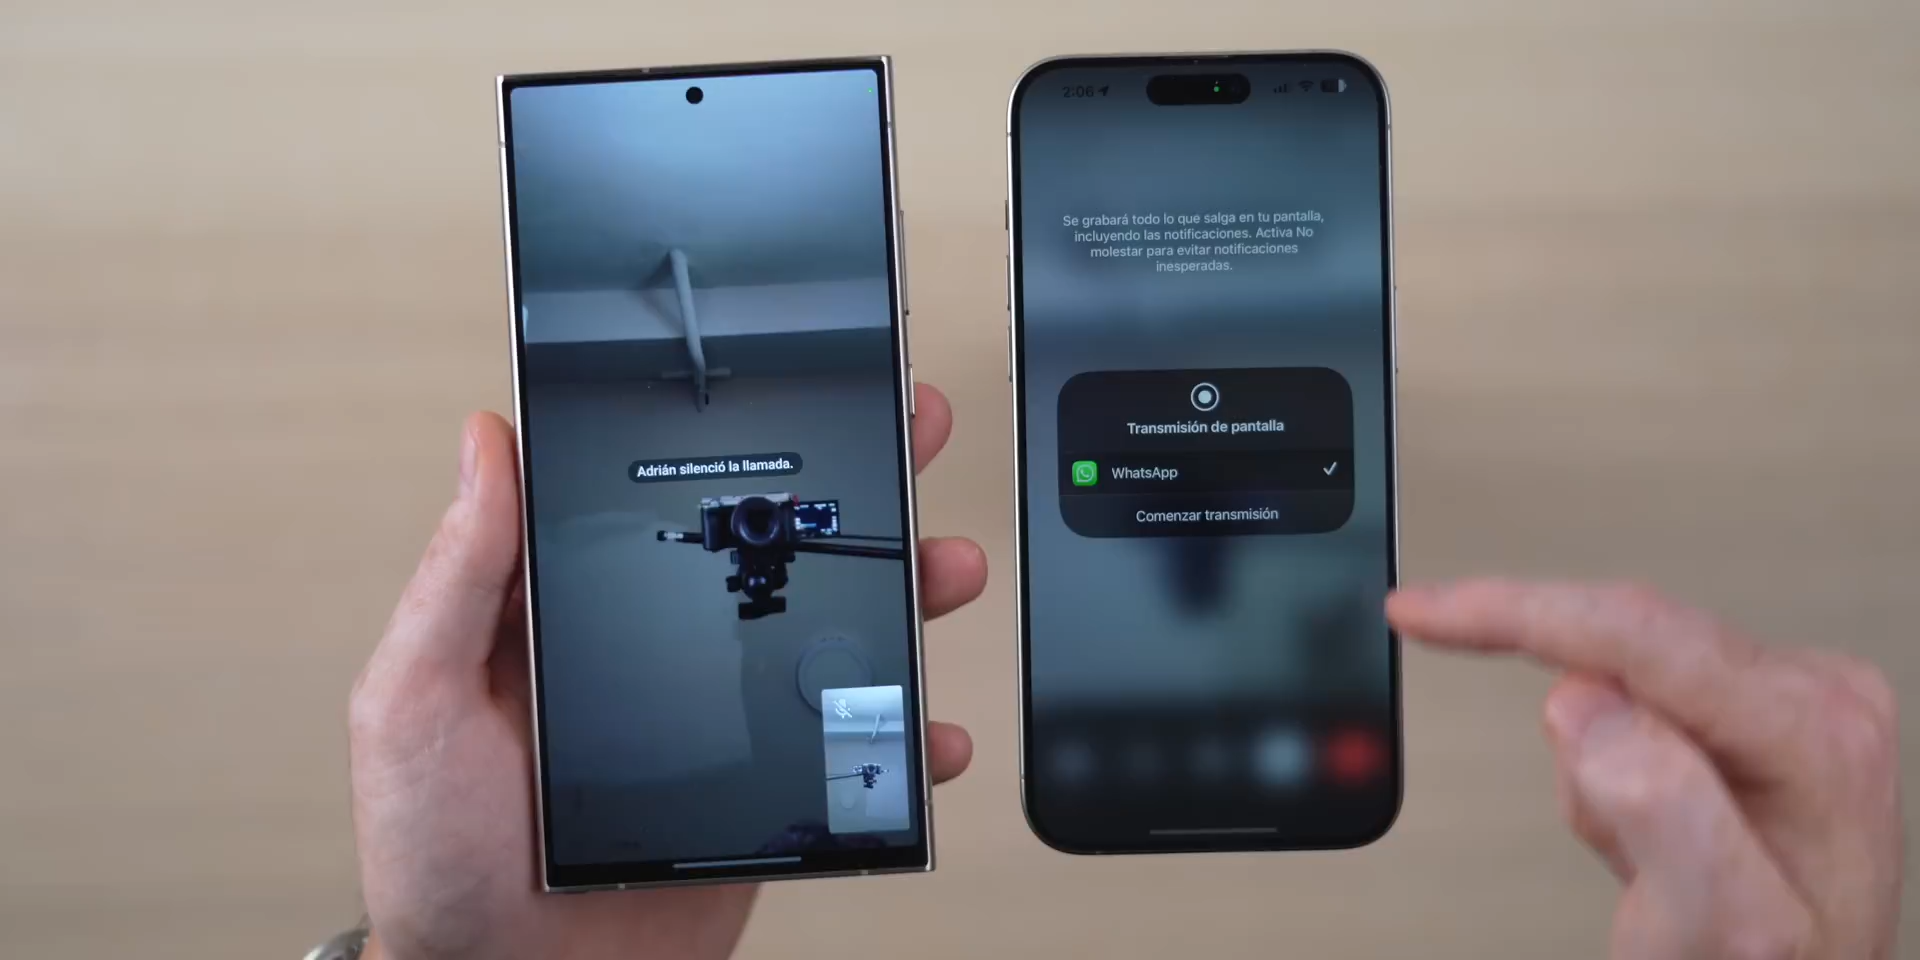 Adrián silenció la llamada.
2:06
Se grabará todo lo que salga en tu pantalla,
incluyendo las notificaciones. Activa No
molestar para evitar notificaciones
inesperadas.
Transmisión de pantalla
WhatsApp
Comenzar transmisión